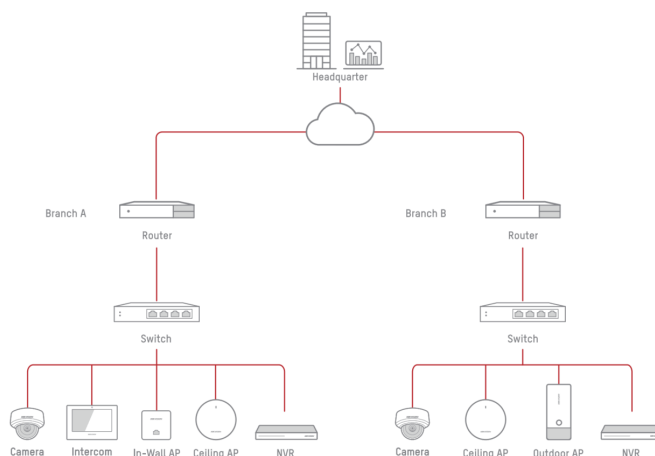 Headquarter
Branch A
Router
Branch B
Router
Switch
Switch
Camera
Intercom
In-Wall AP
Ceiling AP
NVR
Camera
Ceiling AP
Outdoor AP
NVR